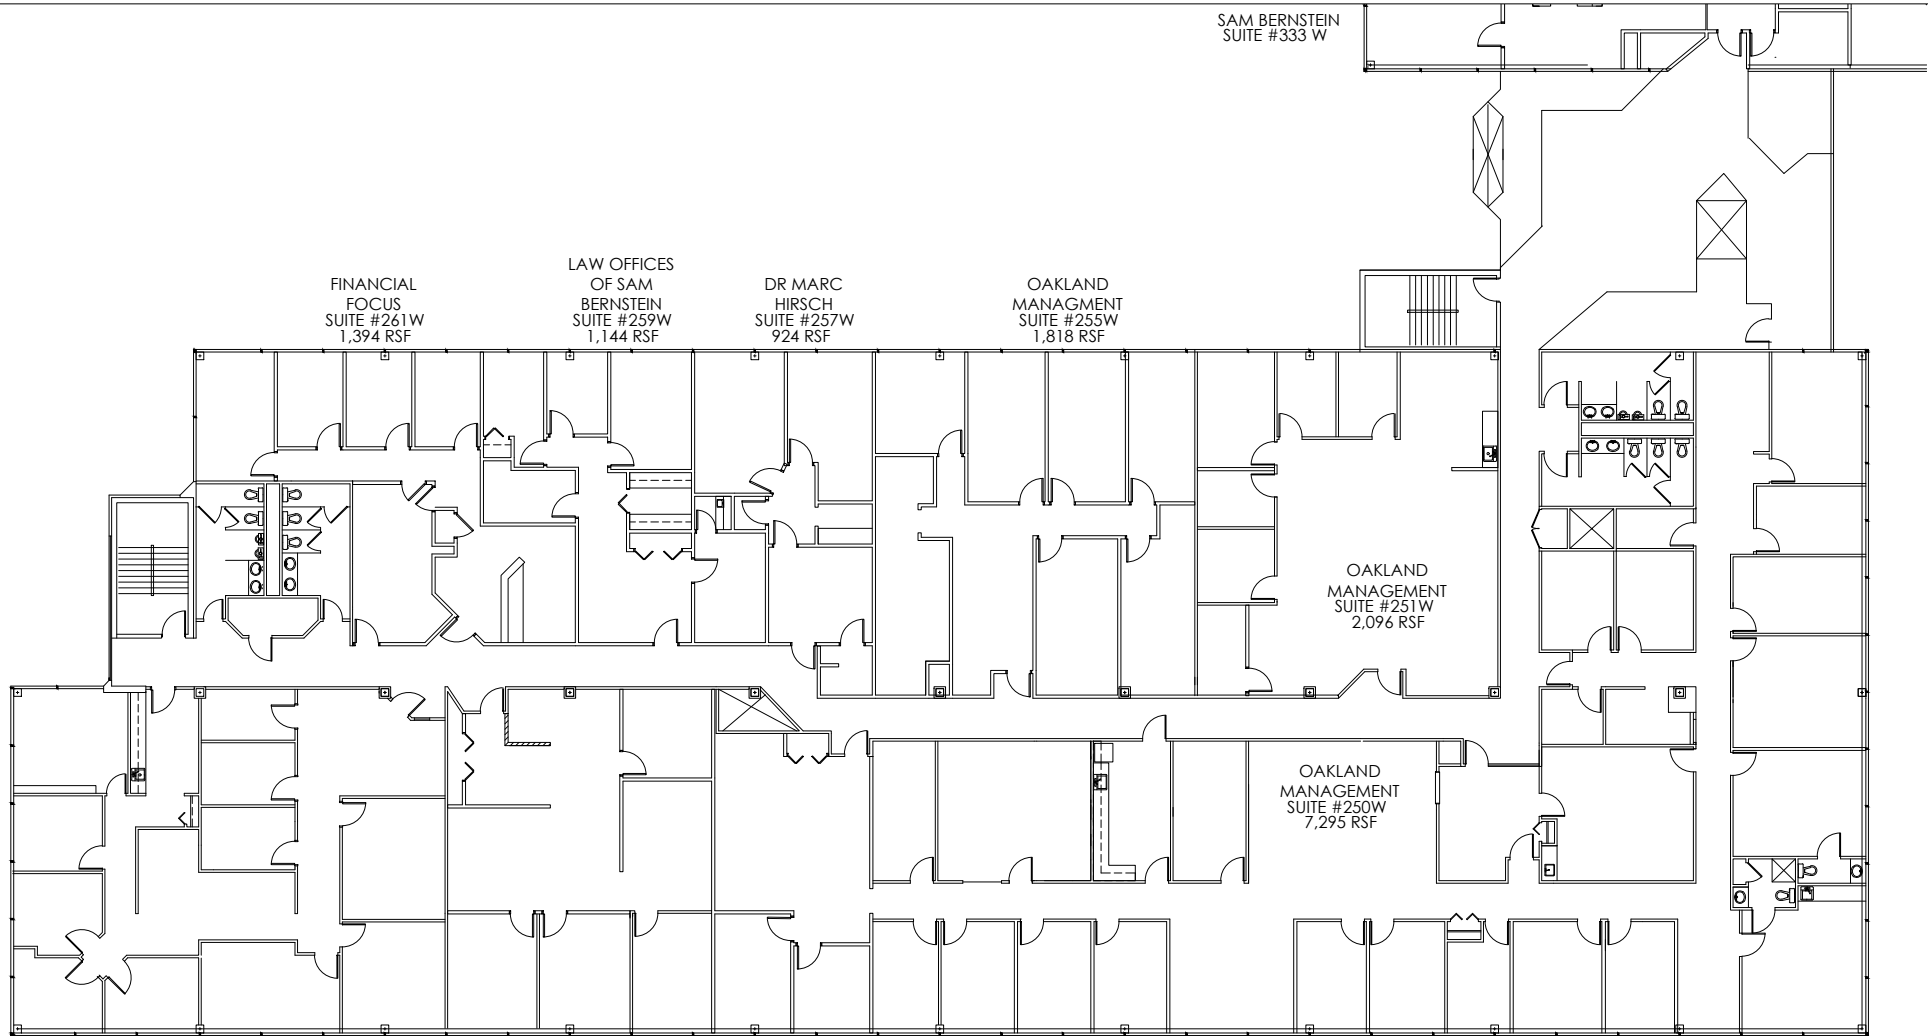 SAM BERNSTEIN
SUITE #333 W
FINANCIAL
FOCUS
SUITE #261W
1,394 RSF
LAW OFFICES
OF SAM
BERNSTEIN
SUITE #259W
1,144 RSF
DR MARC
HIRSCH
SUITE #257W
924 RSF
OAKLAND
MANAGMENT
SUITE #255W
1,818 RSF
OAKLAND
MANAGEMENT
SUITE #251W
2,096 RSF
OAKLAND
MANAGEMENT
SUITE #250W
7,295 RSF